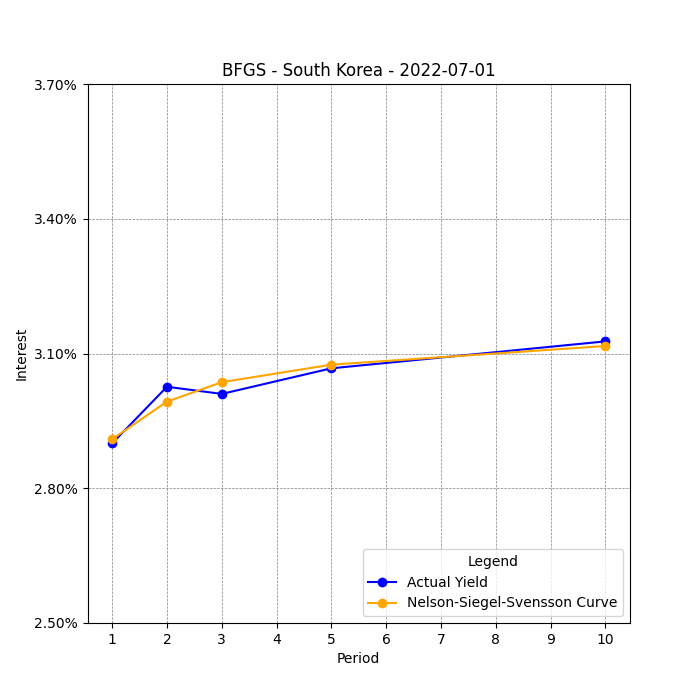 BFGS - South Korea - 2022-07-01
3.70%
3.40%
3.10%
2.80%
2.50%
Interest
Legend
Actual Yield
Nelson-Siegel-Svensson Curve
1 2 3 4 5 6 7 8 9 10
Period